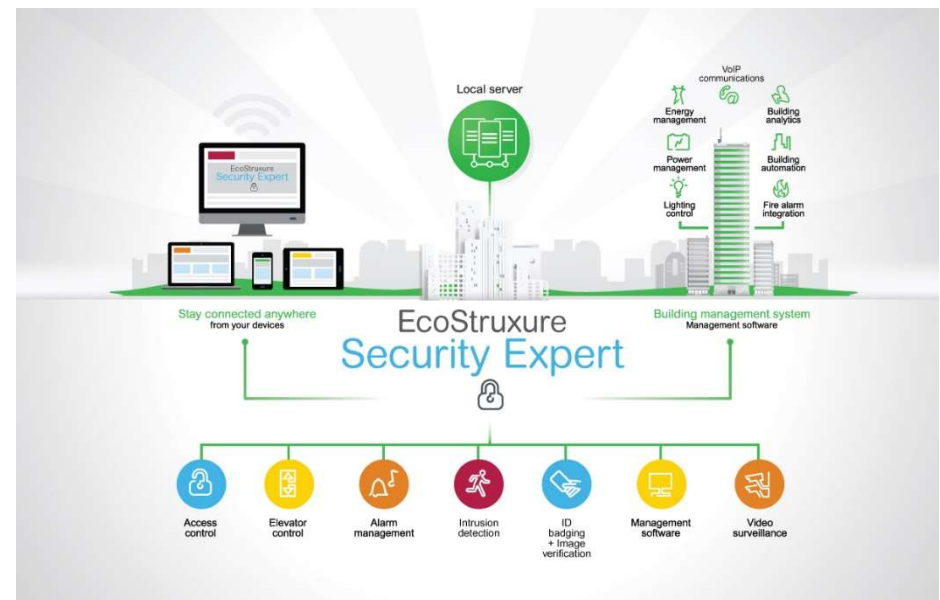 Local server
VoIP
communications
Energy
management
Building
analytics
Power
management
Building
automation
Lighting
control
Fire alarm
integration
EcoStruxure
Security Expert
Stay connected anywhere
from your devices
Building management system
Management software
EcoStruxure
Security Expert
Access
control
Elevator
control
Alarm
management
Intrusion
detection
ID
badging
+ Image
verification
Management
software
Video
surveillance